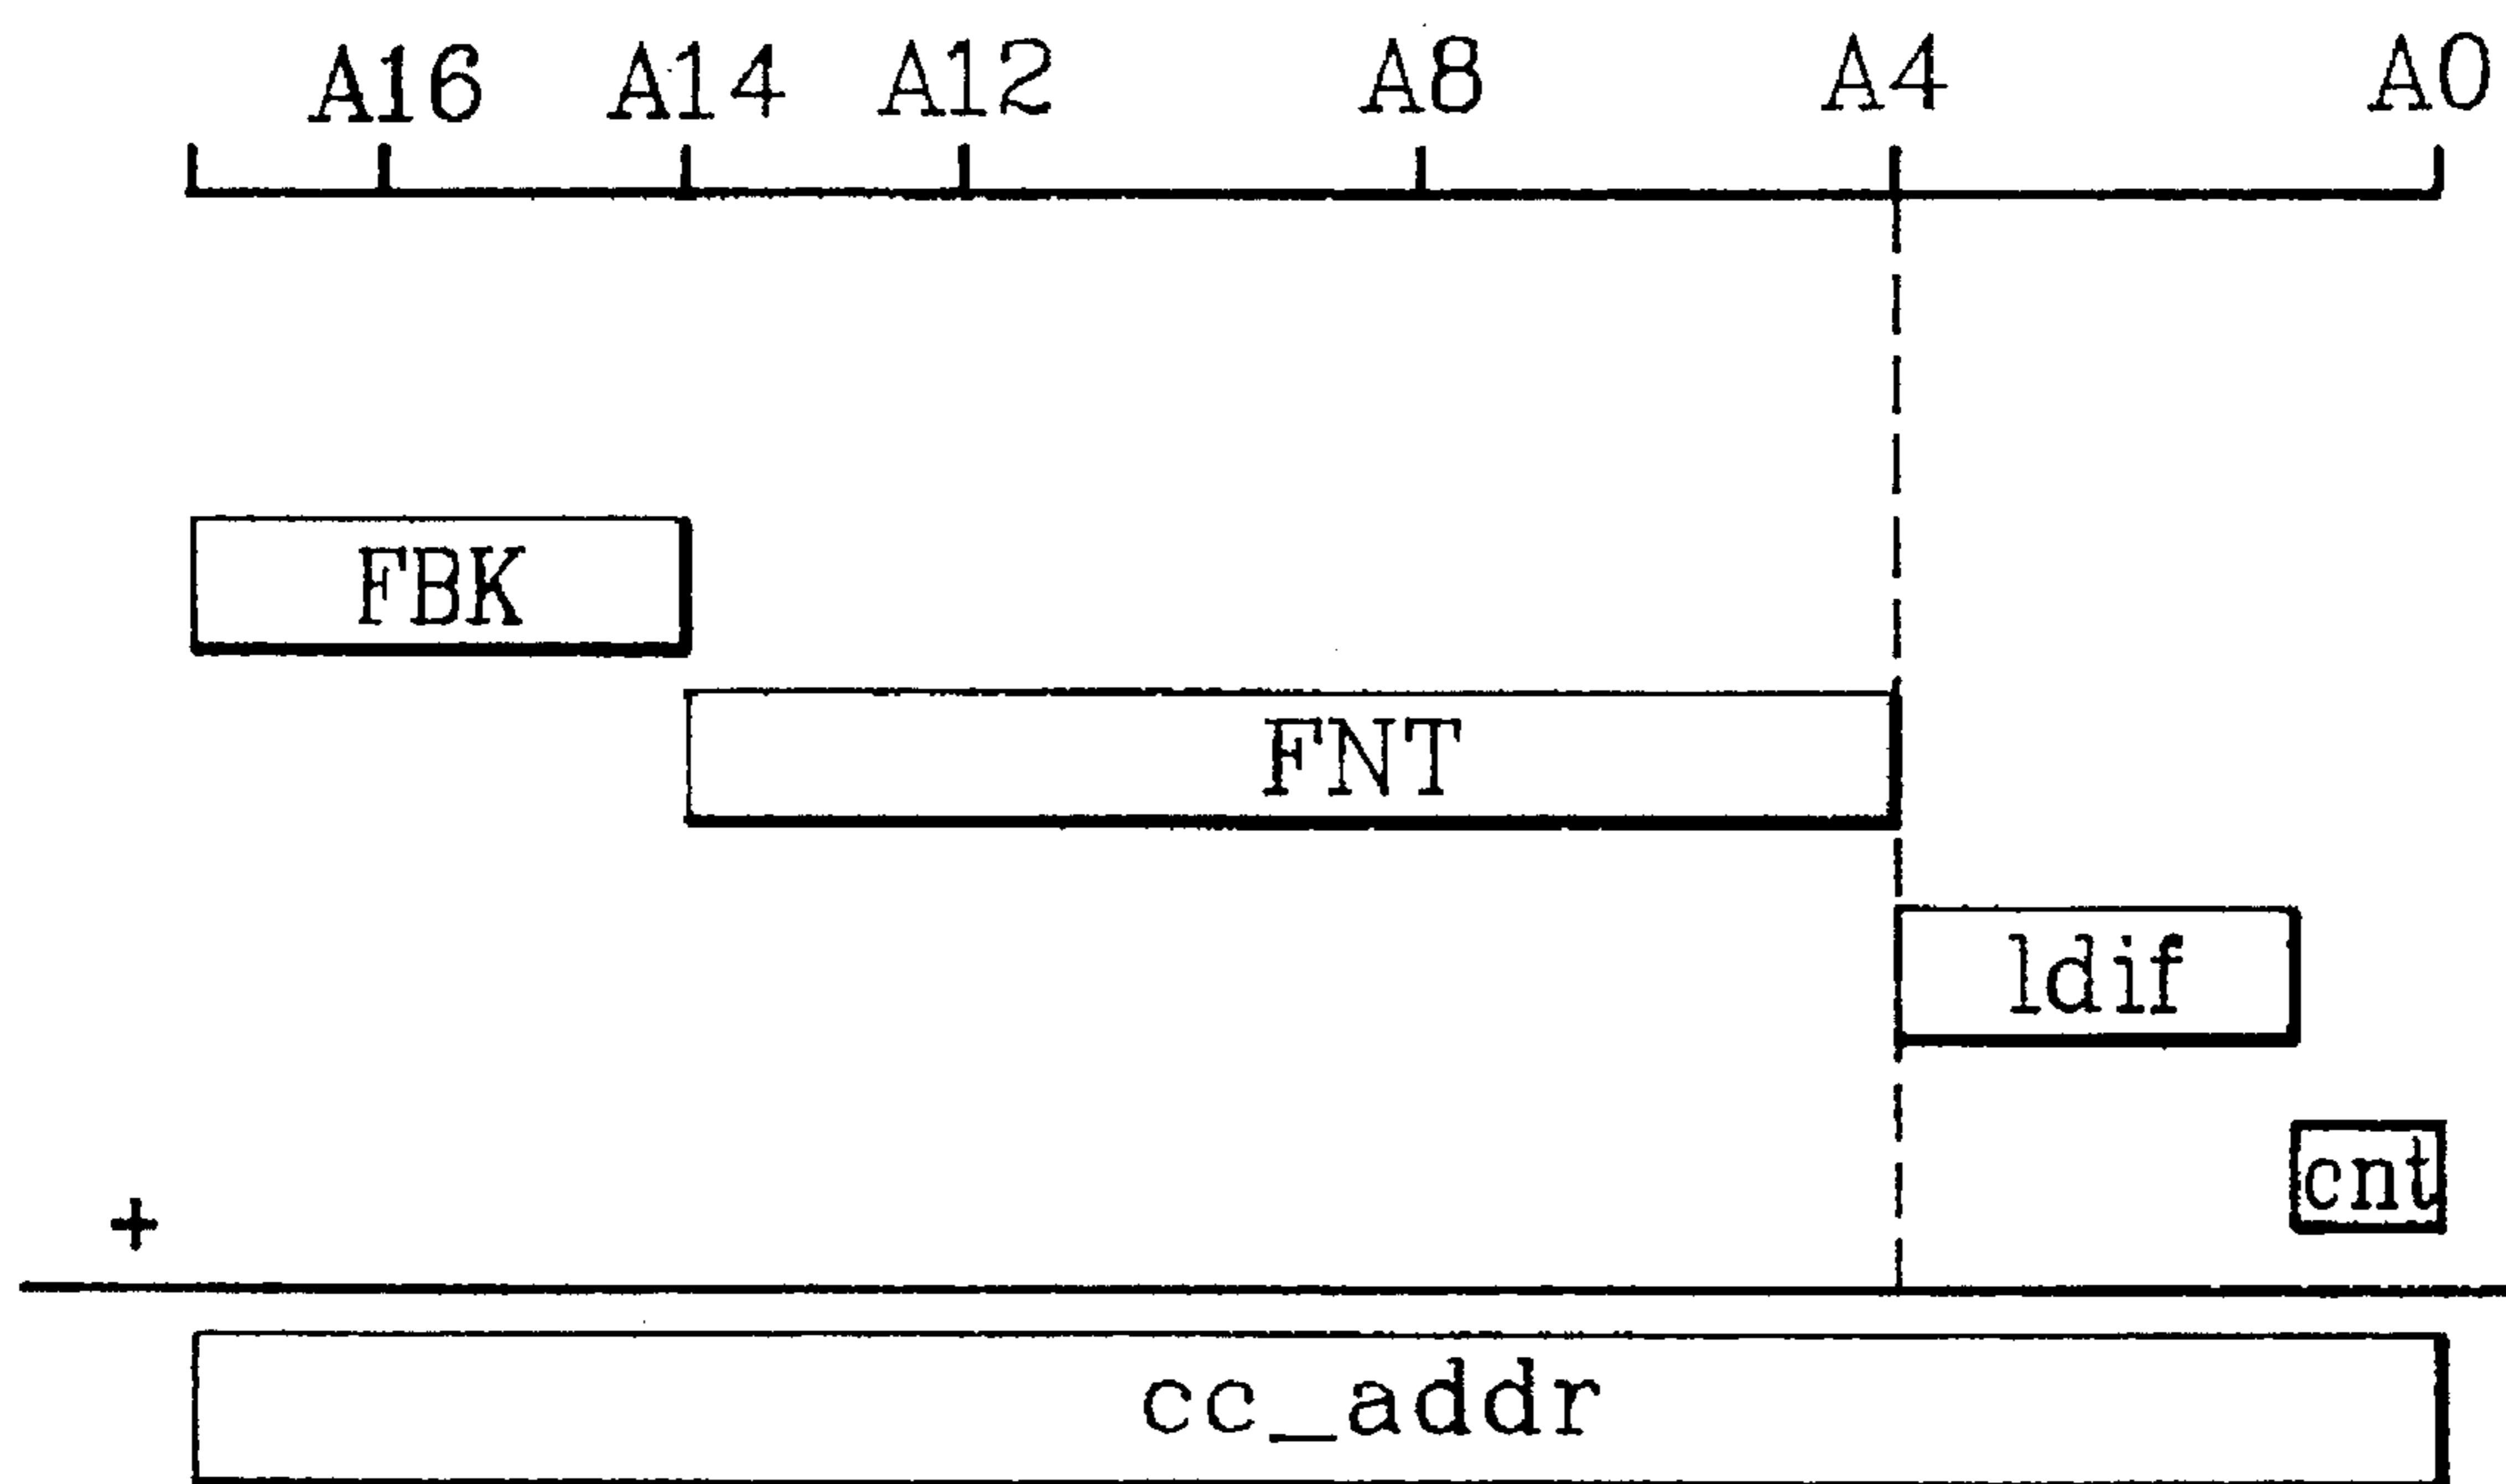 A16 A14 A12 A8 A4 A0
FBK
FNT
ldif
cnt
+
cc_addr